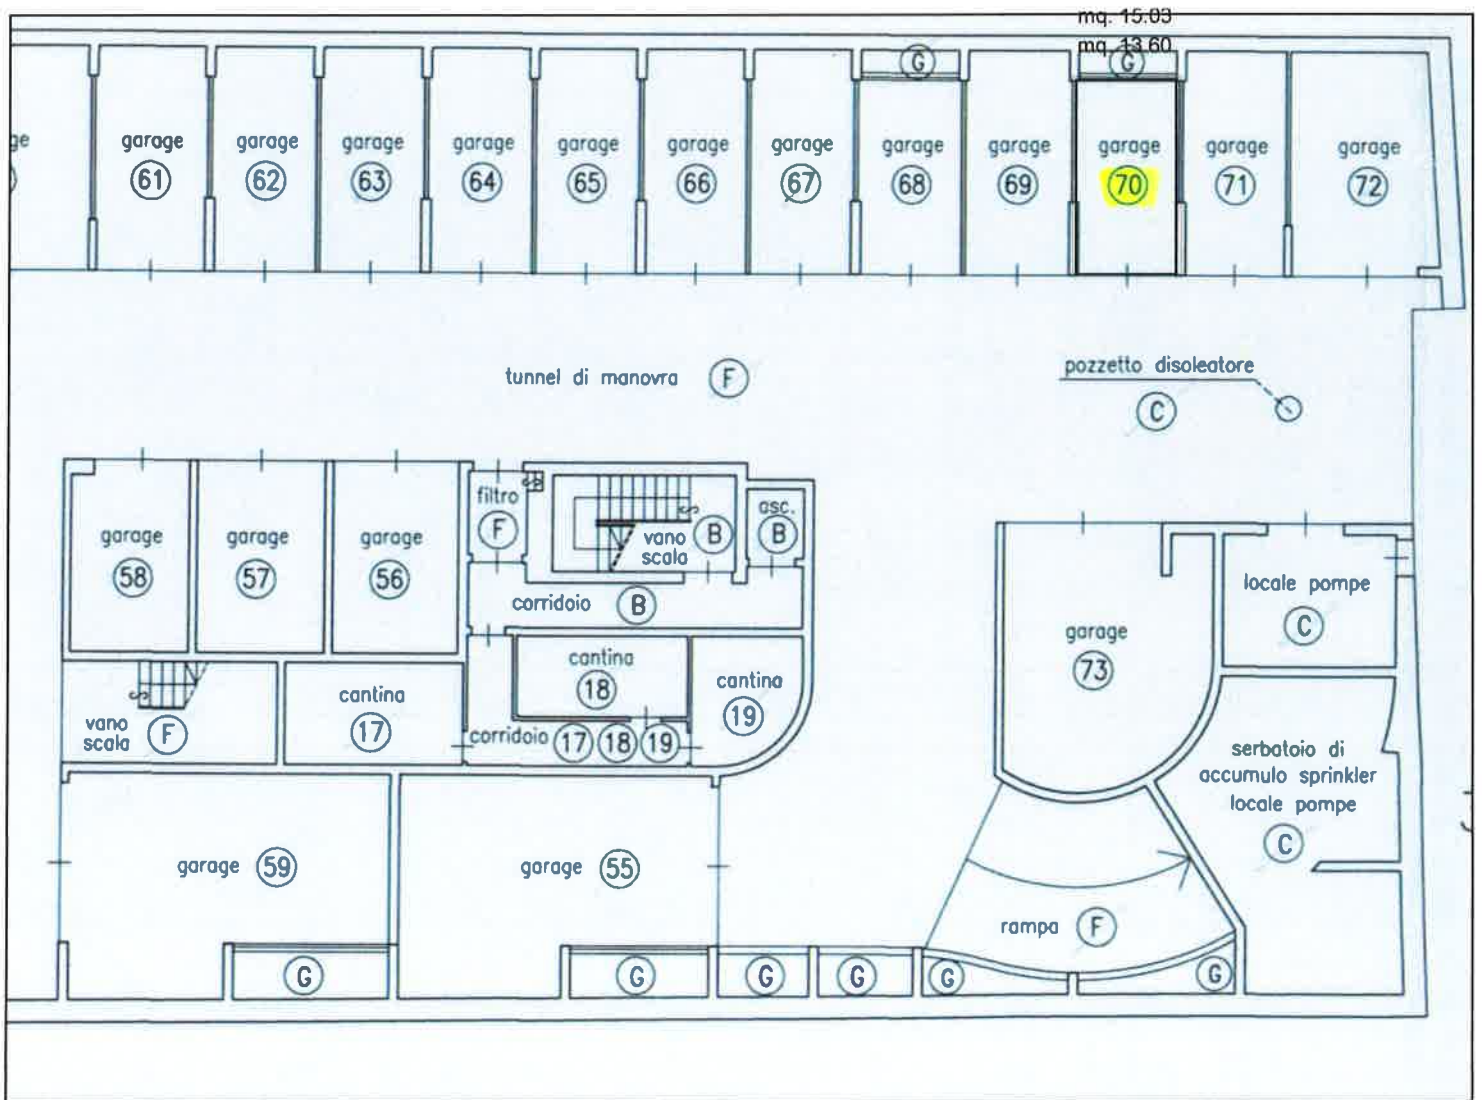 mq. 15.03
mq. 13.60
G G
ge garage garage garage garage garage garage garage garage garage garage garage garage
61 62 63 64 65 66 67 68 69 70 71 72
tunnel di manovra F
pozzetto disoleatore
C
filtro
F
S
S
vano
scala
B
asc.
B
garage garage garage
58 57 56
corridoio B
locale pompe
C
garage
73
cantina
18
cantina
19
cantina
17
S
vano
scala
F
corridoio 17 18 19
serbatoio di
accumulo sprinkler
locale pompe
C
garage 59
garage 55
rampa F
G G G G G G